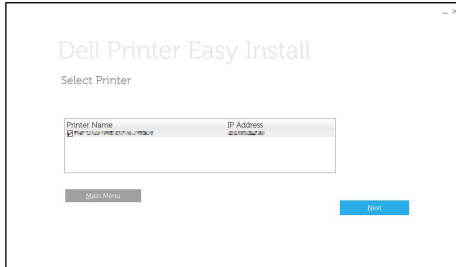 Dell Printer Easy Install
Select Printer
Printer Name IP Address
Main Menu
Next